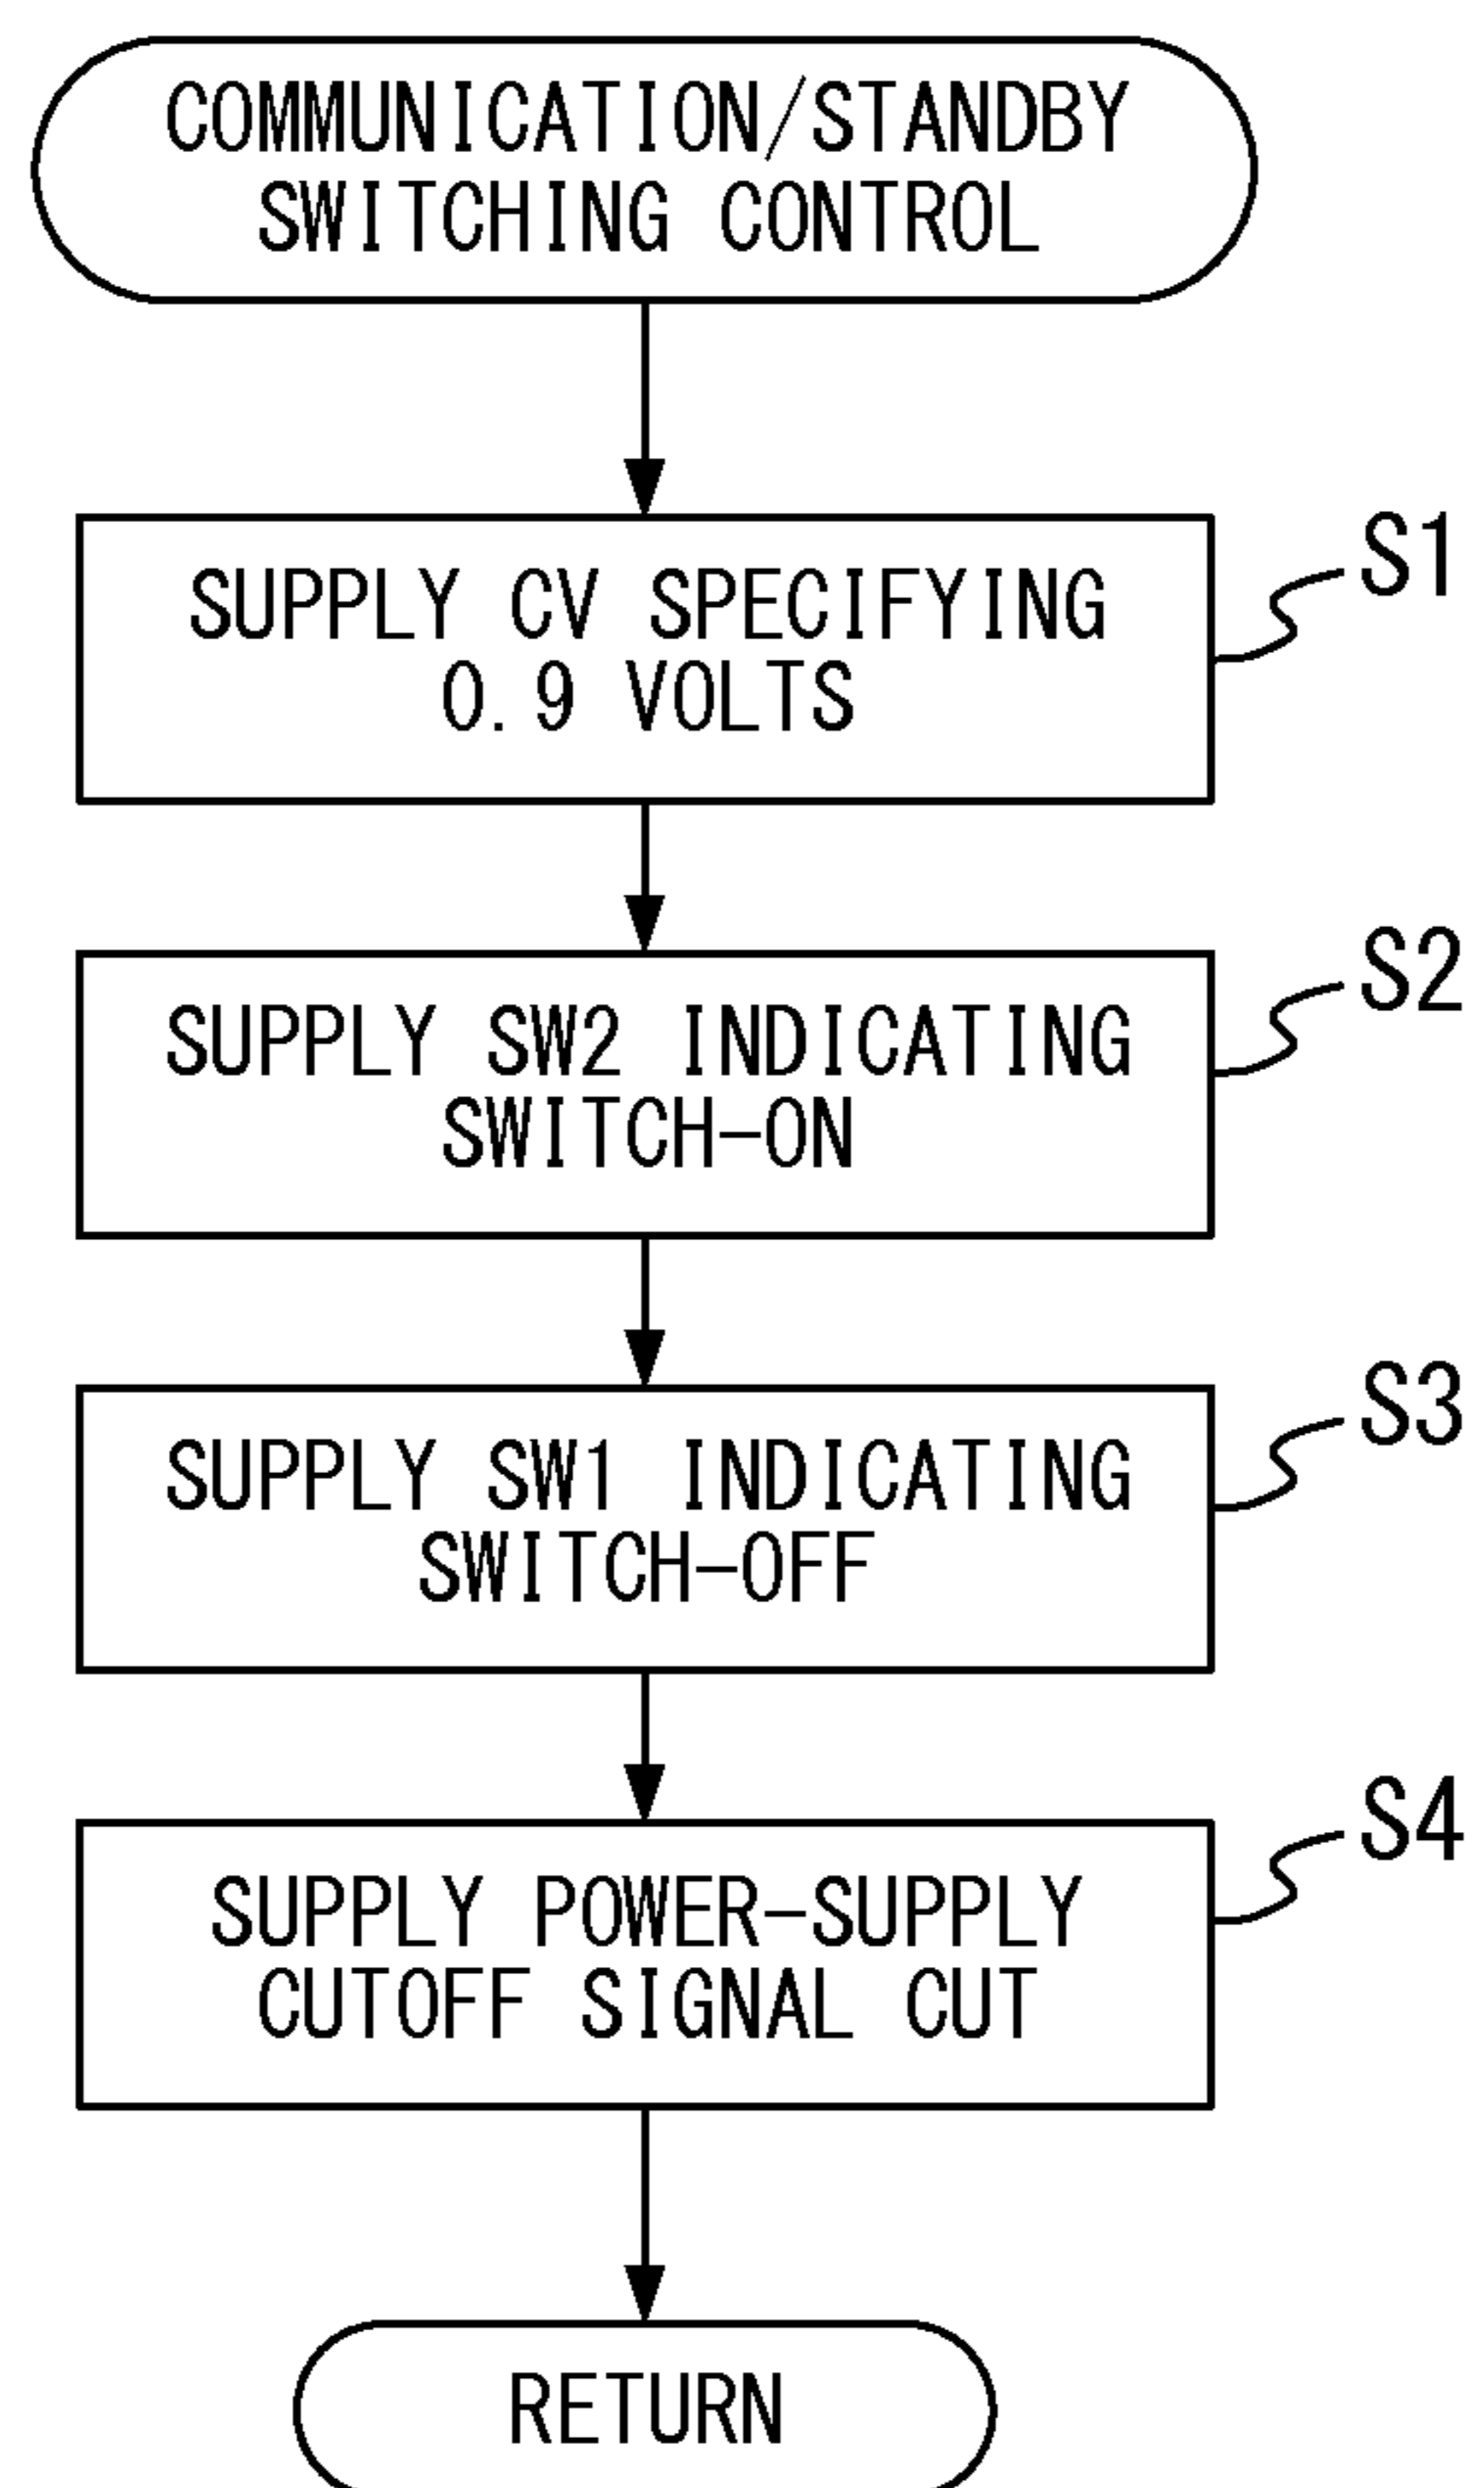 COMMUNICATION/STANDBY
SWITCHING CONTROL
SUPPLY CV SPECIFYING
0.9 VOLTS
S1
SUPPLY SW2 INDICATING
SWITCH-ON
S2
SUPPLY SW1 INDICATING
SWITCH-OFF
S3
SUPPLY POWER-SUPPLY
CUTOFF SIGNAL CUT
S4
RETURN